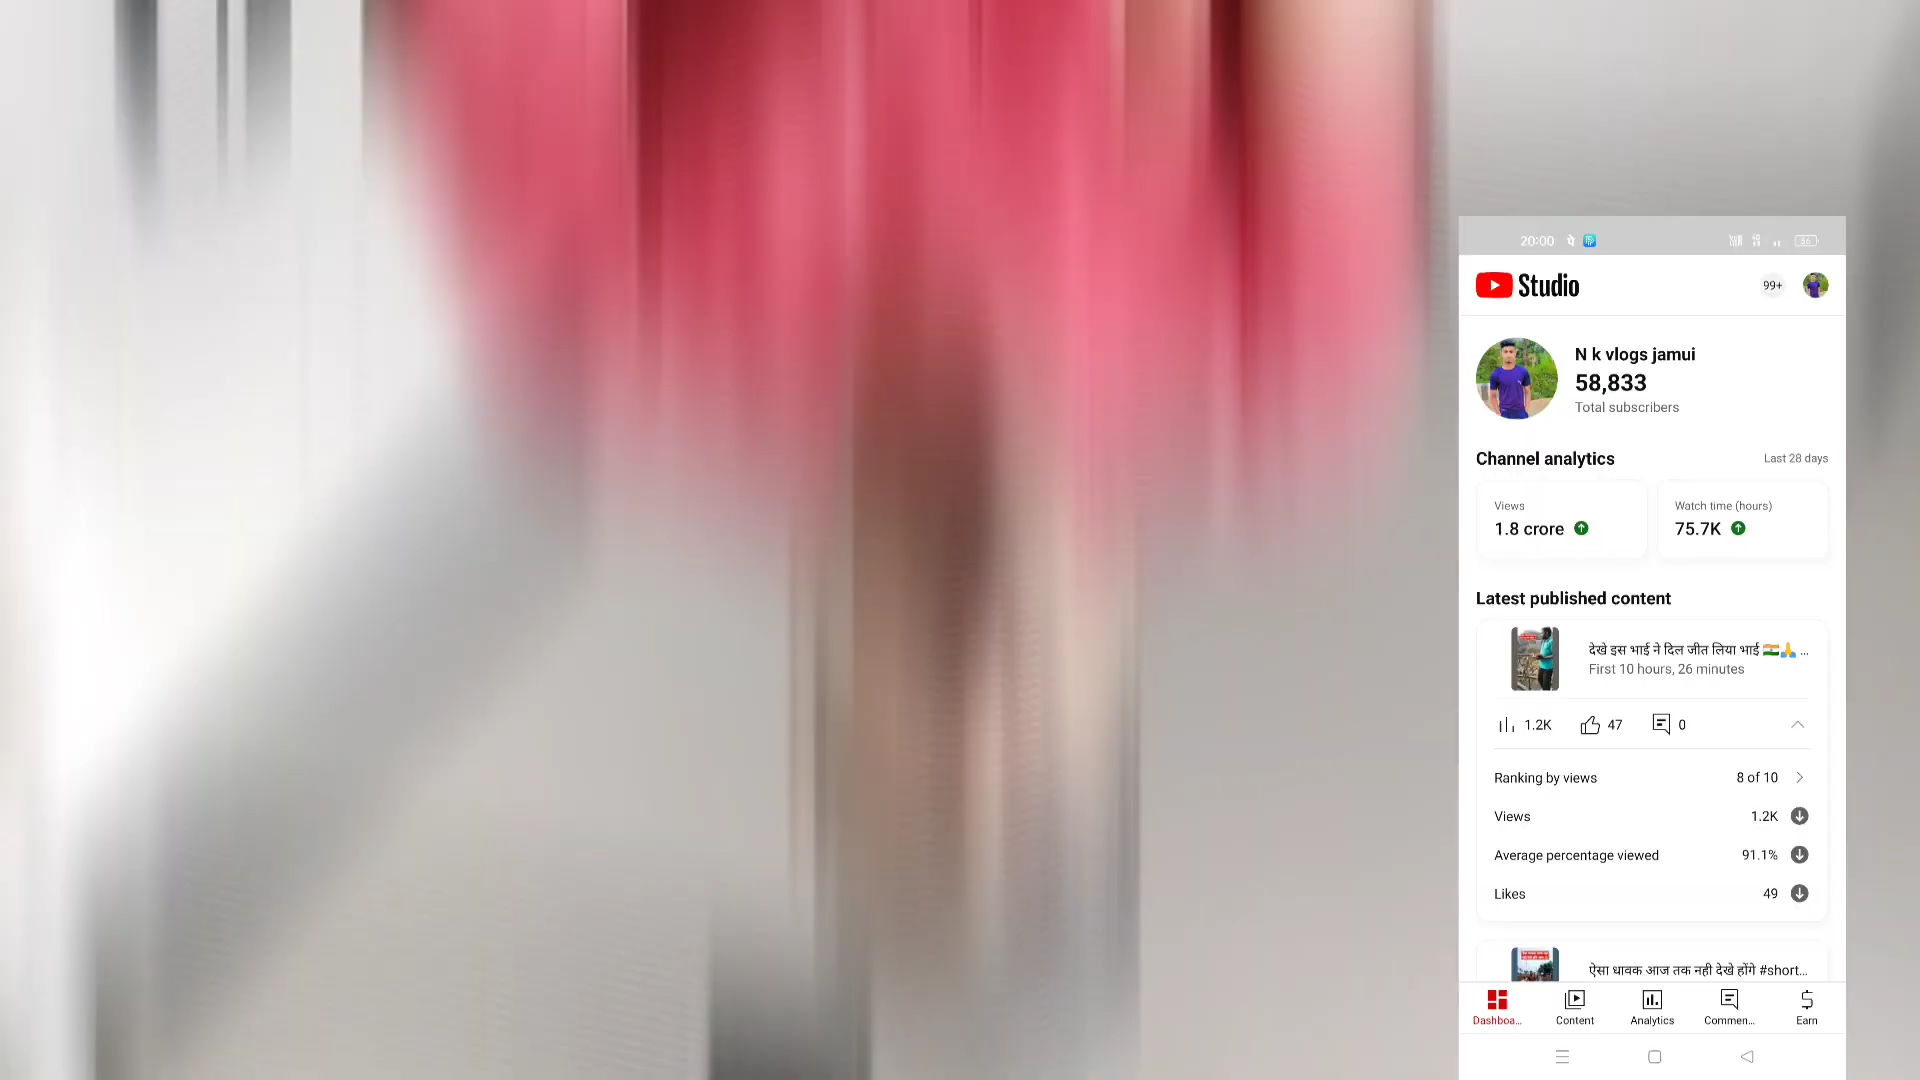 20:00
Studio
99+
N k vlogs jamui
58,833
Total subscribers
Channel analytics
Last 28 days
Views
1.8 crore
Watch time (hours)
75.7K
Latest published content
देखे इस भाई ने दिल जीत लिया भाई 🇮🇳🙏 ...
First 10 hours, 26 minutes
1.2K 47 0
Ranking by views 8 of 10
Views 1.2K
Average percentage viewed 91.1%
Likes 49
ऐसा धावक आज तक नही देखे होंगे #short...
Dashboa... Content Analytics Commen... Earn